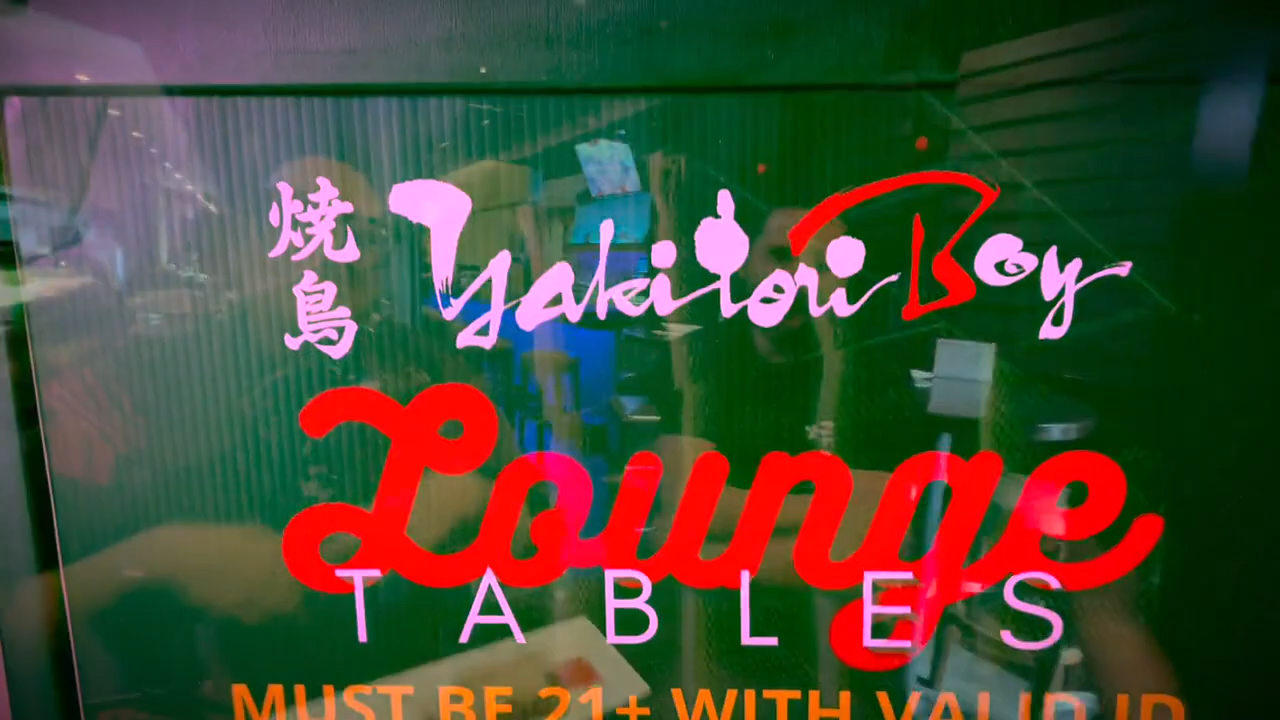 焼鳥
Yakitori Boy
Lounge
TABLES
MUST BE 21+ WITH VALID ID